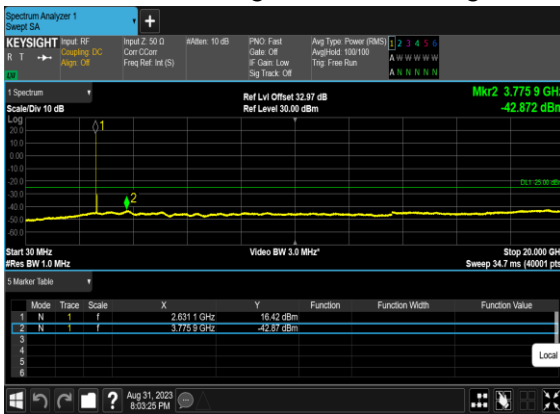 Spectrum Analyzer 1
Swept SA
KEYSIGHT Input: RF Input Z: 50 Ω #Atten: 10 dB PNO: Fast Avg Type: Power (RMS) 1 2 3 4 5 6
R T Coupling: DC Corr CCorr Gate: Off Avg|Hold: 100/100 A W W W W W
Align: Off Freq Ref: Int (S) IF Gain: Low Trig: Free Run
Sig Track: Off A N N N N N
LV
1 Spectrum
Scale/Div 10 dB
Ref Lvl Offset 32.97 dB
Ref Level 30.00 dBm
Mkr2 3.775 9 GHz
-42.872 dBm
Log
20.0
10.0
0.00
-10.0
-20.0
-30.0
-40.0
-50.0
-60.0
1
2
DL1 -25.00 dBm
Start 30 MHz Video BW 3.0 MHz* Stop 20.000 GH
#Res BW 1.0 MHz Sweep 34.7 ms (40001 pts
5 Marker Table
Mode Trace Scale X Y Function Function Width Function Value
1 N 1 f 2.631 1 GHz 16.42 dBm
2 N 1 f 3.775 9 GHz -42.87 dBm
3
4
5
6
Local
? Aug 31, 2023
8:03:25 PM